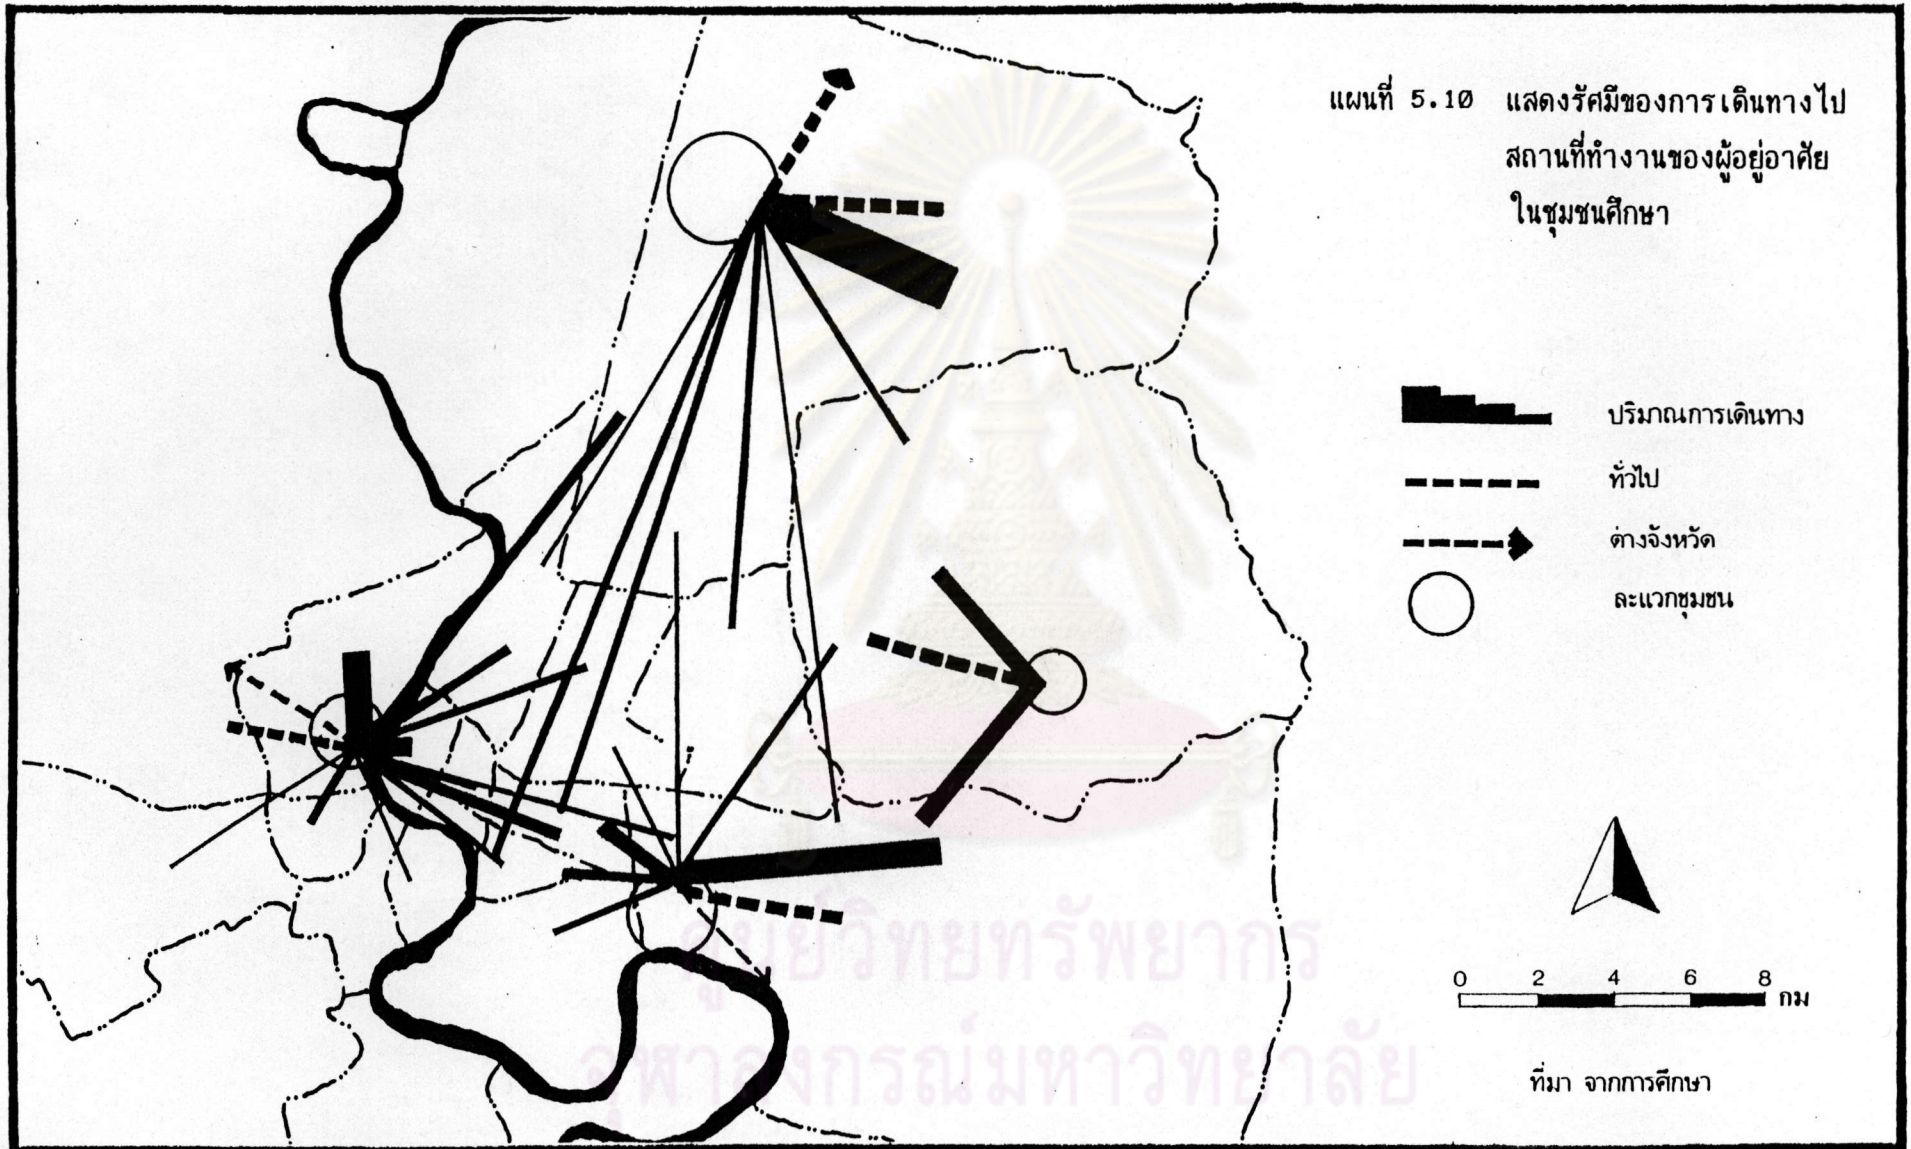 แผนที่ 5.10 แสดงรัศมีของการเดินทางไป
สถานที่ทำงานของผู้อยู่อาศัย
ในชุมชนศึกษา
ปริมาณการเดินทาง
ทั่วไป
ต่างจังหวัด
ละแวกชุมชน
0 2 4 6 8 กม
ที่มา จากการศึกษา
ศูนย์วิทยทรัพยากร
จุฬาลงกรณ์มหาวิทยาลัย